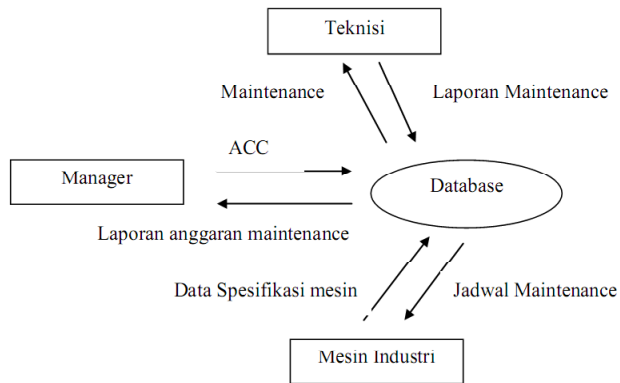 Teknisi
Maintenance
Laporan Maintenance
ACC
Manager
Database
Laporan anggaran maintenance
Data Spesifikasi mesin
Jadwal Maintenance
Mesin Industri